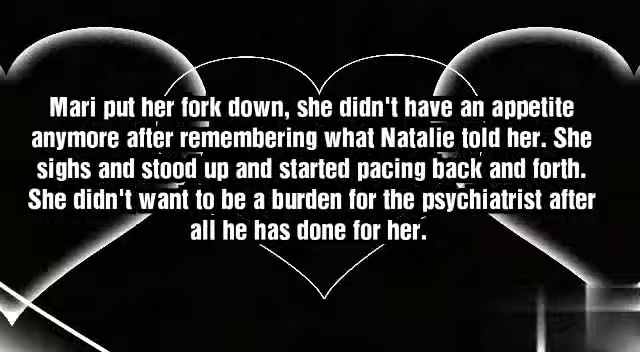 Mari put her fork down, she didn't have an appetite
anymore after remembering what Natalie told her. She
sighs and stood up and started pacing back and forth.
She didn't want to be a burden for the psychiatrist after
all he has done for her.